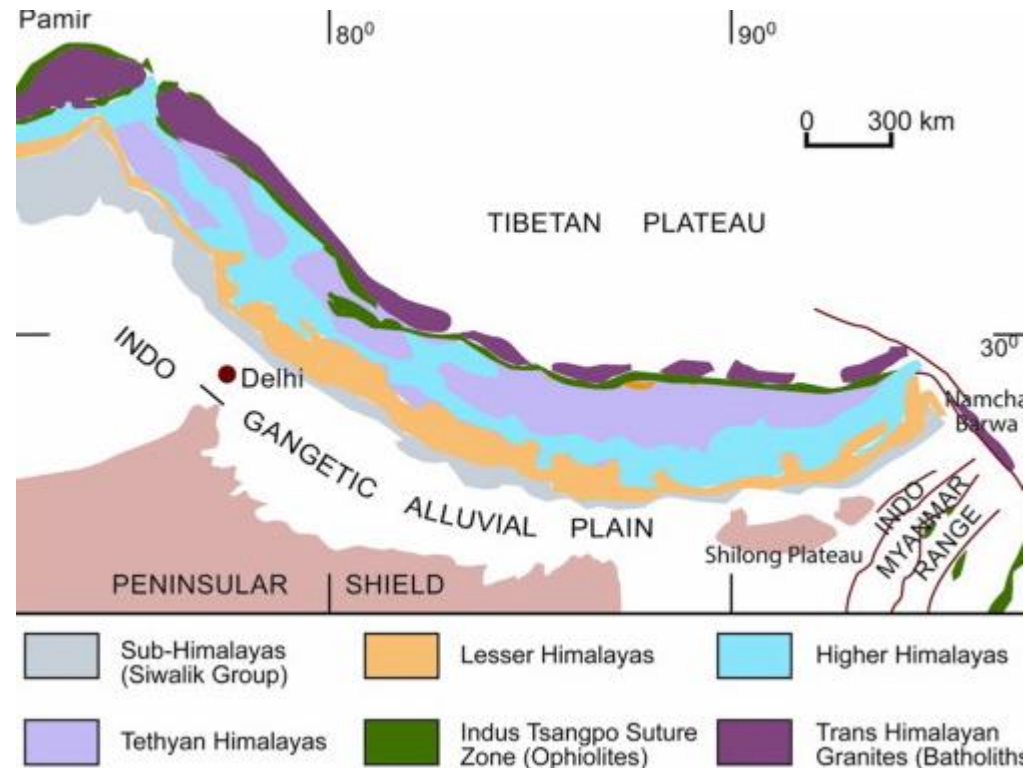 Pamir
80⁰
90⁰
0 300 km
TIBETAN PLATEAU
30⁰
INDO
Delhi
GANGETIC ALLUVIAL PLAIN
Namcha
Barwa
INDO
MYANMAR
RANGE
Shilong Plateau
PENINSULAR SHIELD
Sub-Himalayas
(Siwalik Group)
Lesser Himalayas
Higher Himalayas
Tethyan Himalayas
Indus Tsangpo Suture
Zone (Ophiolites)
Trans Himalayan
Granites (Batholiths